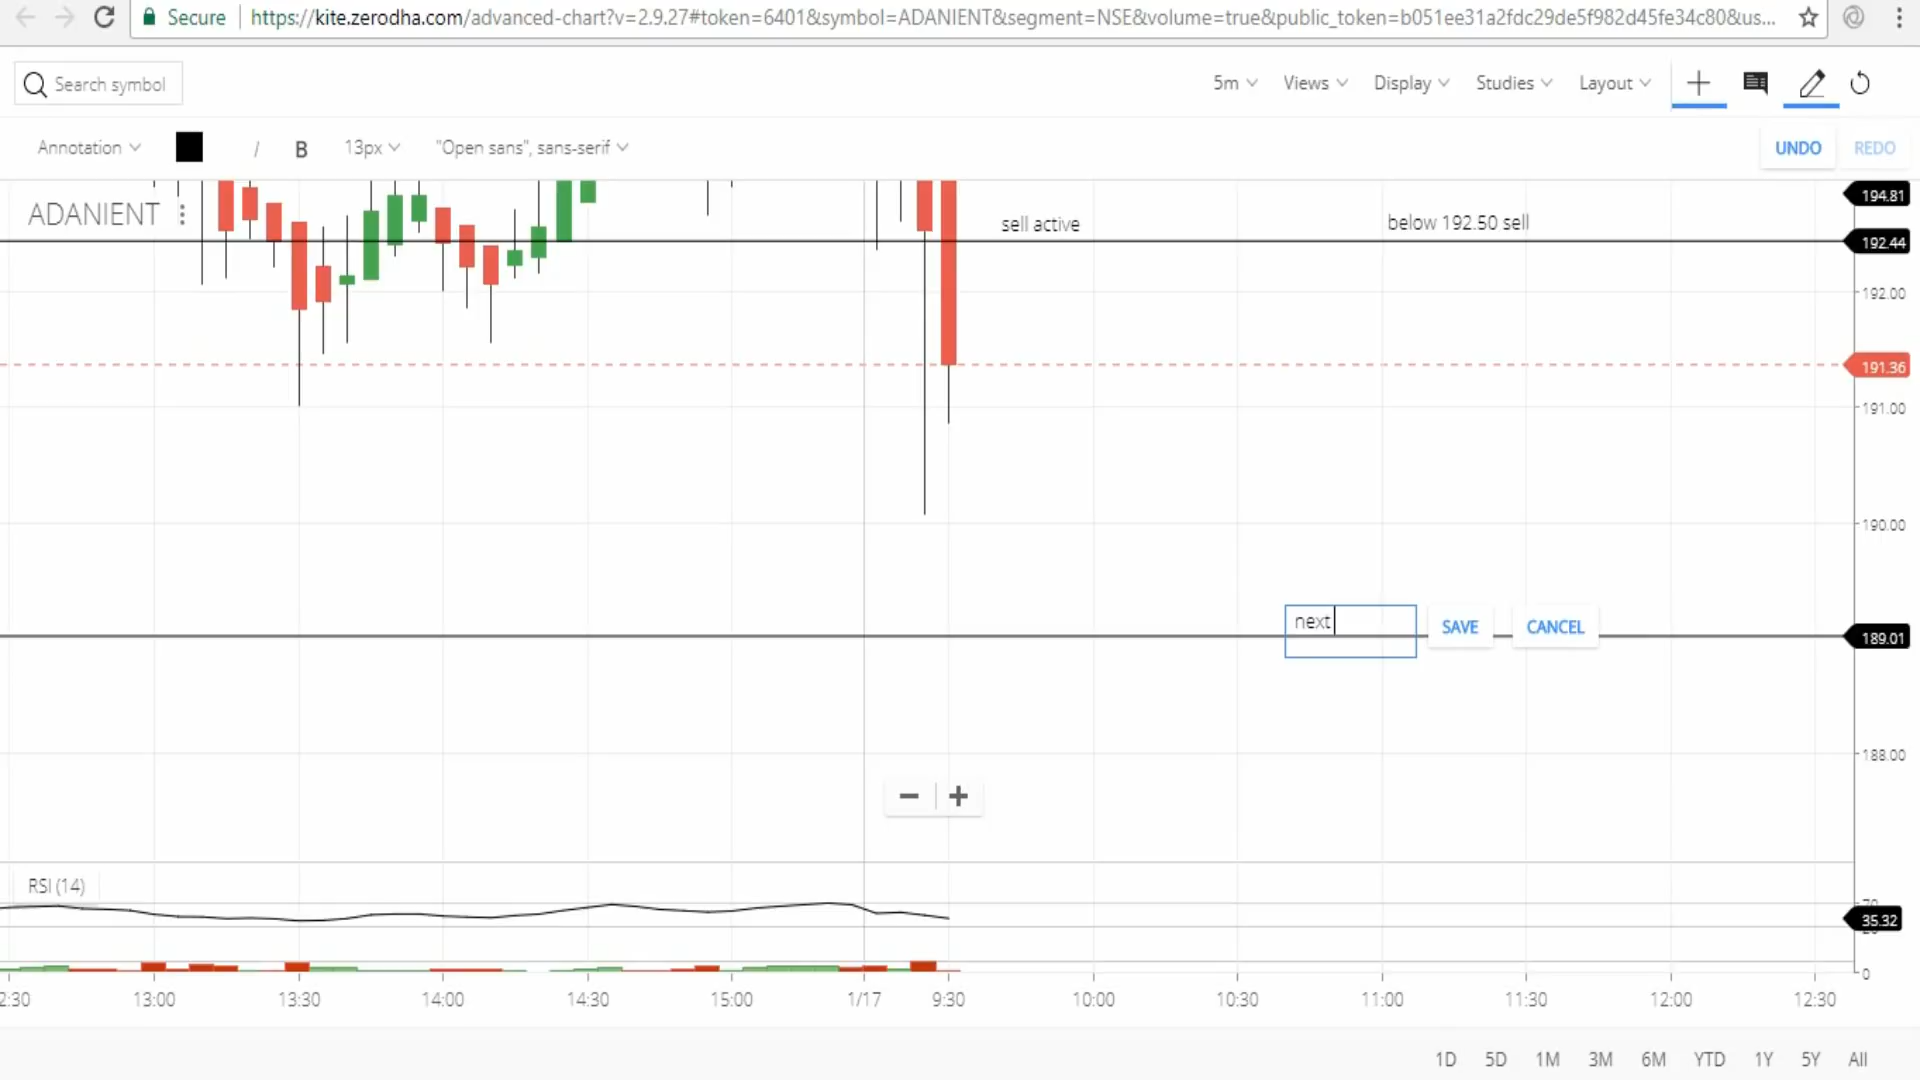 Secure
https://kite.zerodha.com/advanced-chart?v=2.9.27#token=6401&symbol=ADANIENT&segment=NSE&volume=true&public_token=b051ee31a2fdc29de5f982d45fe34c80&us...
Search symbol
5m Views Display Studies Layout
Annotation / B 13px "Open sans", sans-serif
UNDO REDO
194.81
ADANIENT
sell active
below 192.50 sell
192.44
192.00
191.36
191.00
190.00
next
SAVE
CANCEL
189.01
188.00
− +
RSI (14)
35.32
0
2:30 13:00 13:30 14:00 14:30 15:00 1/17 9:30 10:00 10:30 11:00 11:30 12:00 12:30
1D 5D 1M 3M 6M YTD 1Y 5Y All